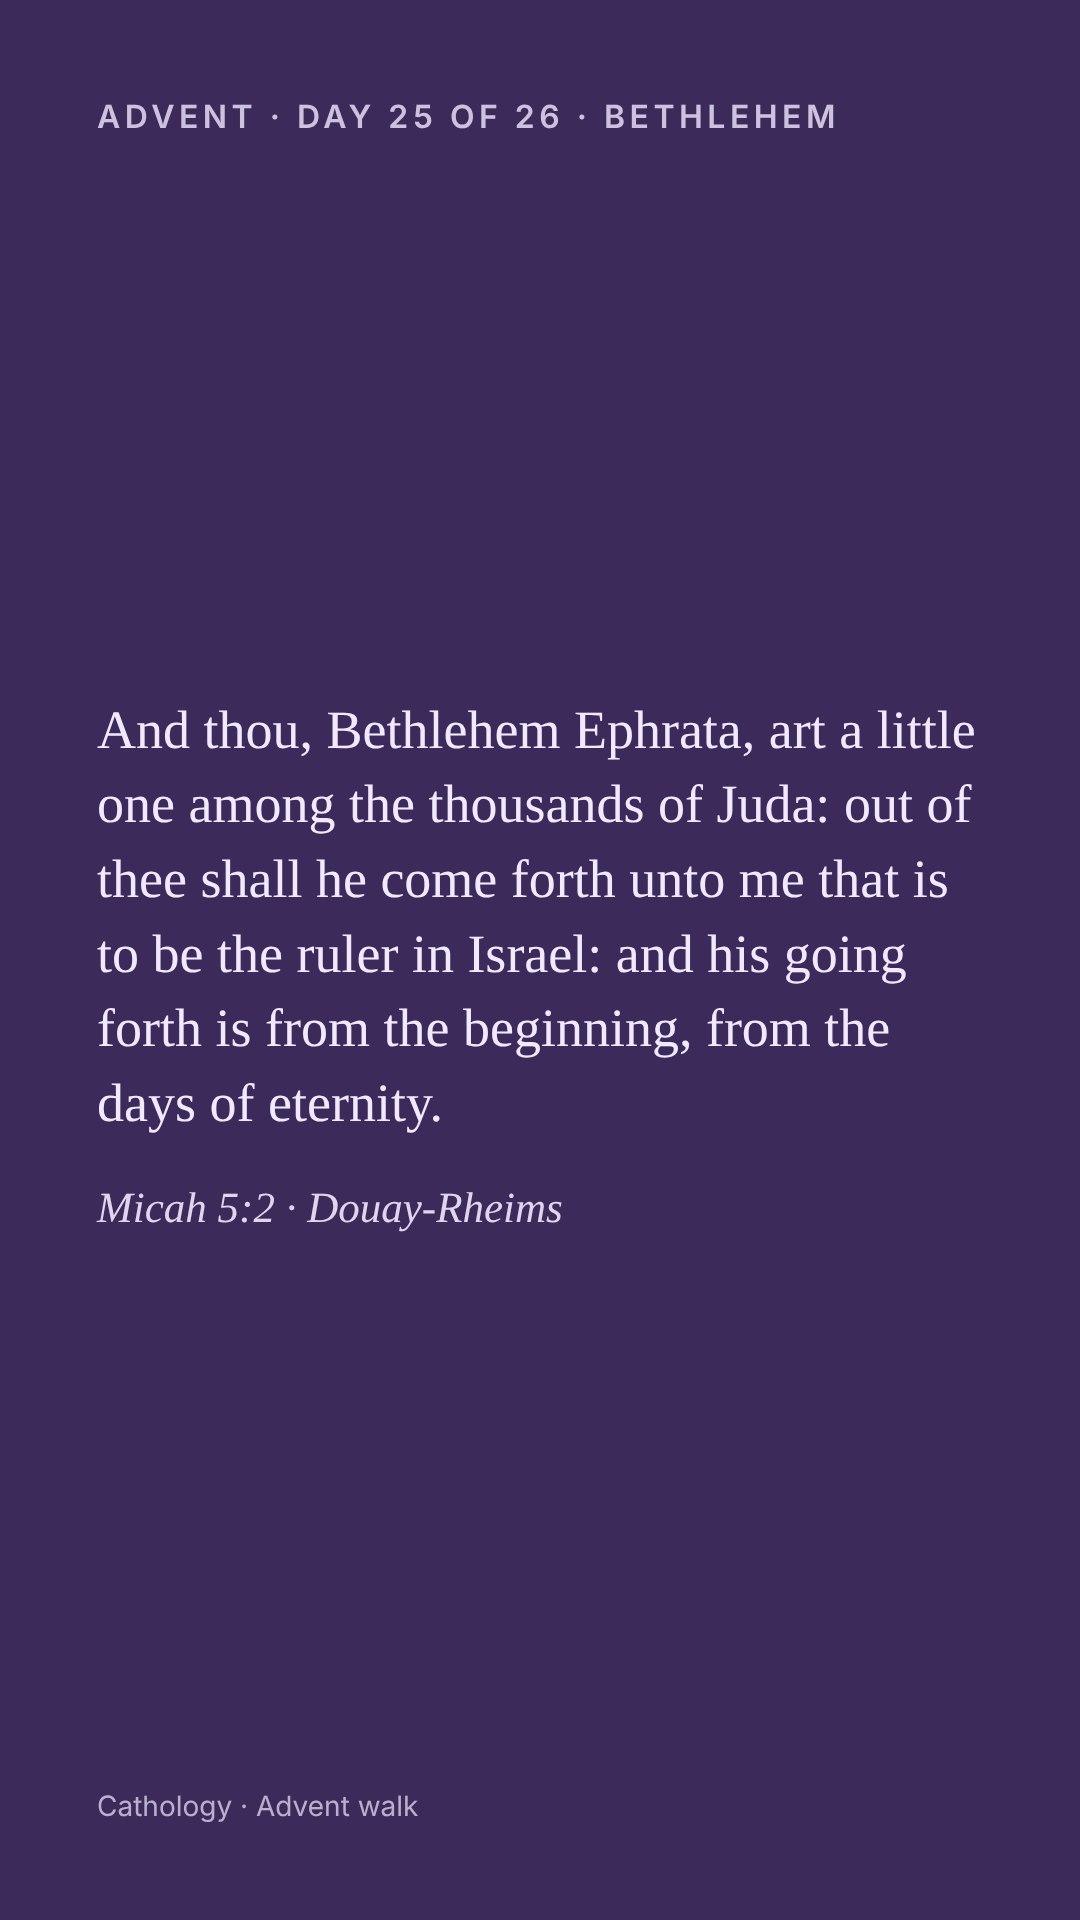 ADVENT · DAY 25 OF 26 · BETHLEHEM
And thou, Bethlehem Ephrata, art a little
one among the thousands of Juda: out of
thee shall he come forth unto me that is
to be the ruler in Israel: and his going
forth is from the beginning, from the
days of eternity.
Micah 5:2 · Douay-Rheims
Cathology · Advent walk